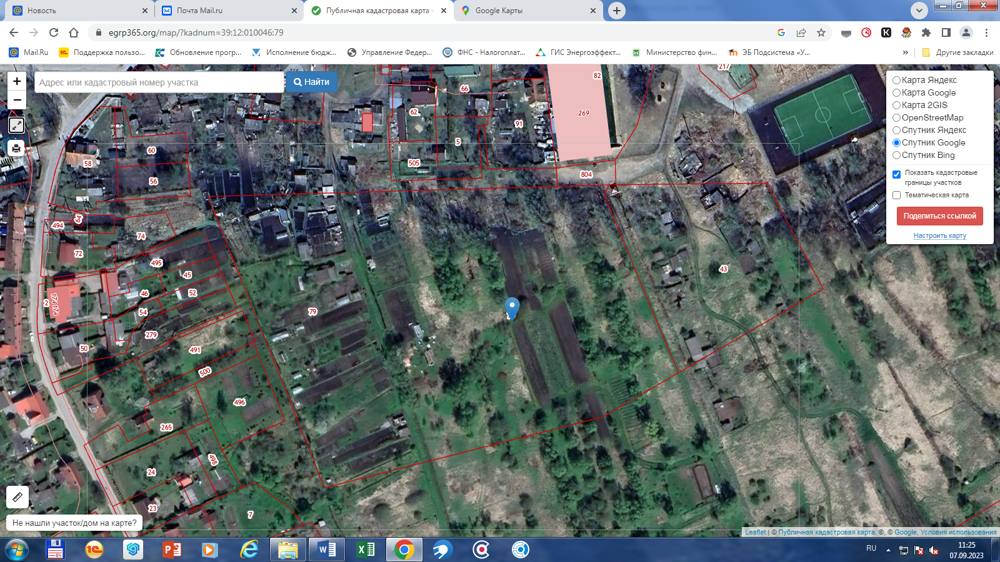 Новость
Почта Mail.ru
Публичная кадастровая карта -
Google Карты
egrp365.org/map/?kadnum=39:12:010046:79
Mail.Ru
Поддержка пользо...
Обновление прогр...
Исполнение бюдж...
Управление Федер...
ФНС - Налогоплат...
ГИС Энергоэффект...
Министерство фин...
ЭБ Подсистема «У...
»
Другие закладки
+
−
Адрес или кадастровый номер участка
Найти
Карта Яндекс
Карта Google
Карта 2GIS
OpenStreetMap
Спутник Яндекс
Спутник Google
Спутник Bing
Показать кадастровые
границы участков
Тематическая карта
Поделиться ссылкой
Настроить карту
217
82
66
62
269
91
5
60
58
505
804
56
494
64
74
72
495
43
45
46
52
2
174
174
54
79
279
50
491
500
496
265
498
24
23
7
Не нашли участок/дом на карте?
Leaflet | © Публичная кадастровая карта, ©, © Google, Условия использования
RU
11:25
07.09.2023